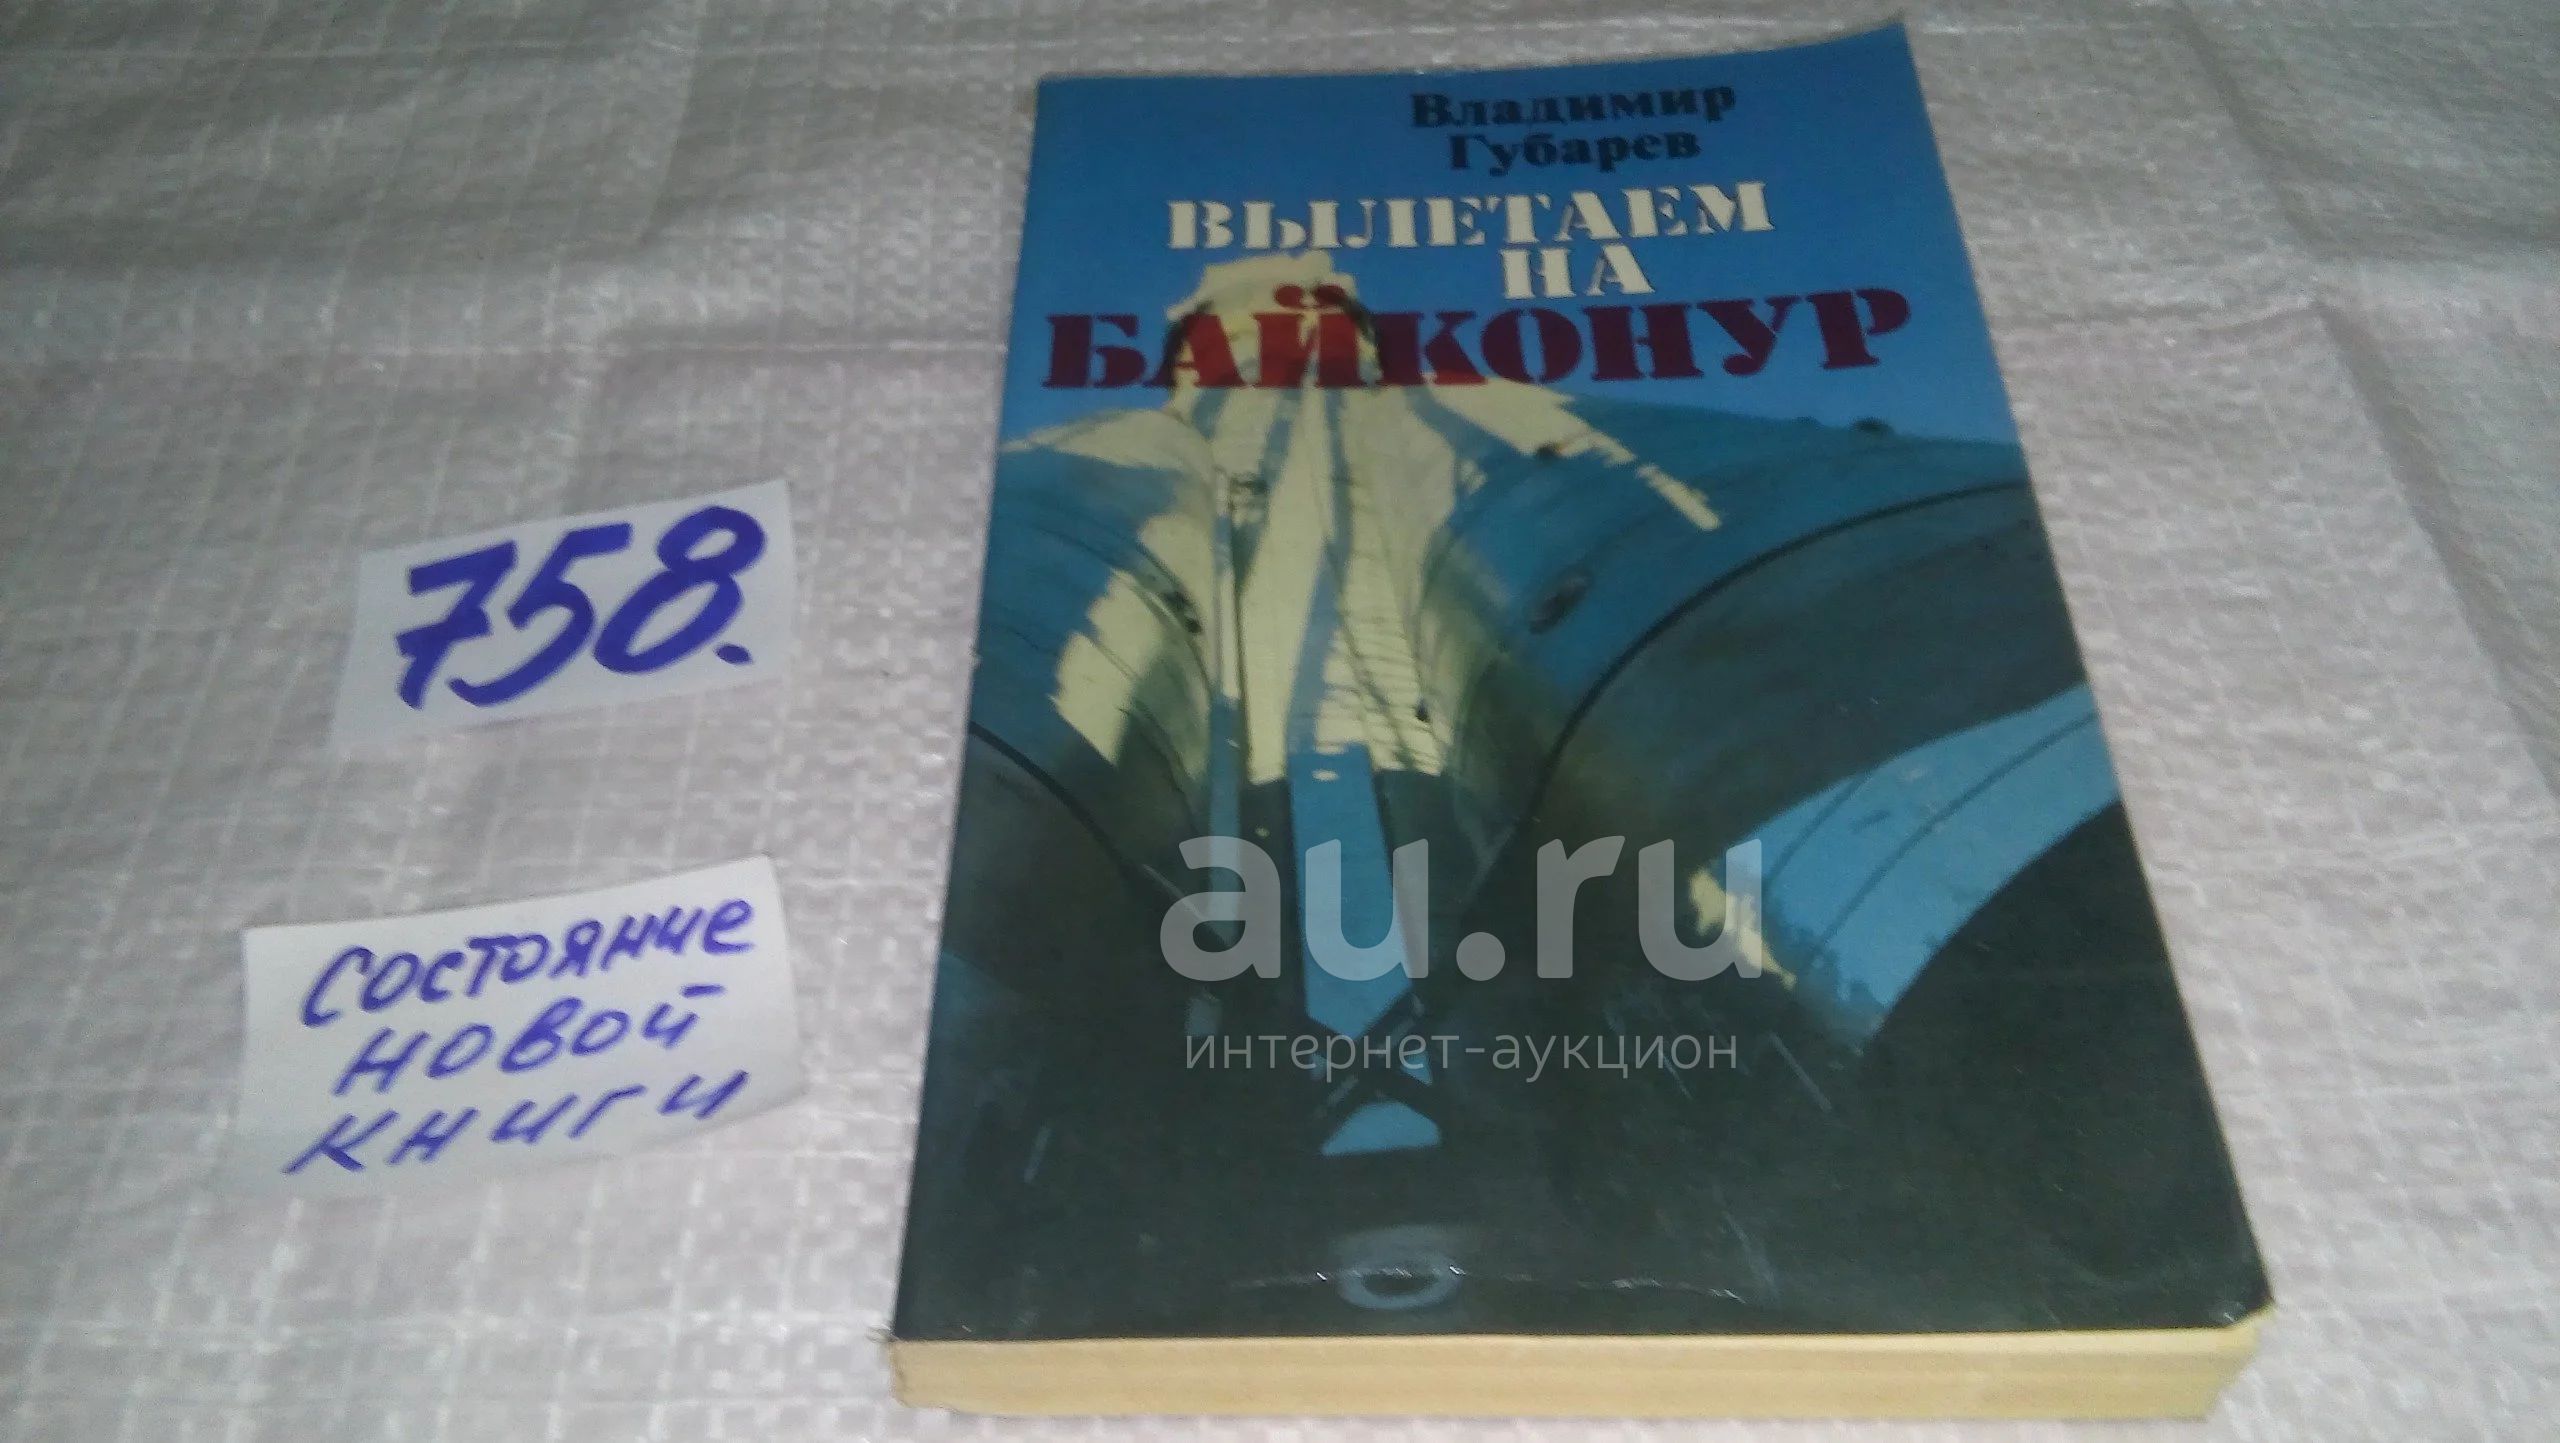 Владимир
Губарев
ВЫЛЕТАЕМ
НА
БАЙКОНУР
758.
состояние
новой
книги
au.ru
интернет-аукцион